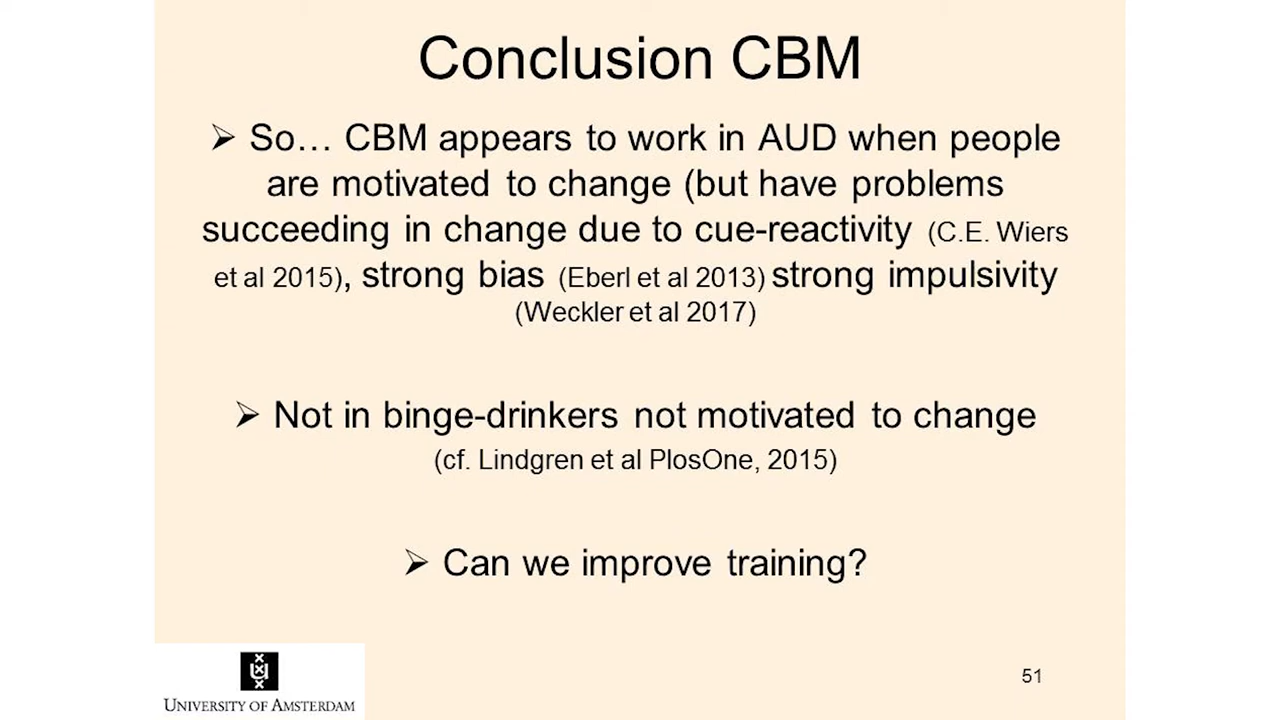 Conclusion CBM
➢ So… CBM appears to work in AUD when people
are motivated to change (but have problems
succeeding in change due to cue-reactivity (C.E. Wiers
et al 2015), strong bias (Eberl et al 2013) strong impulsivity
(Weckler et al 2017)
➢ Not in binge-drinkers not motivated to change
(cf. Lindgren et al PlosOne, 2015)
➢ Can we improve training?
UNIVERSITY OF AMSTERDAM
51